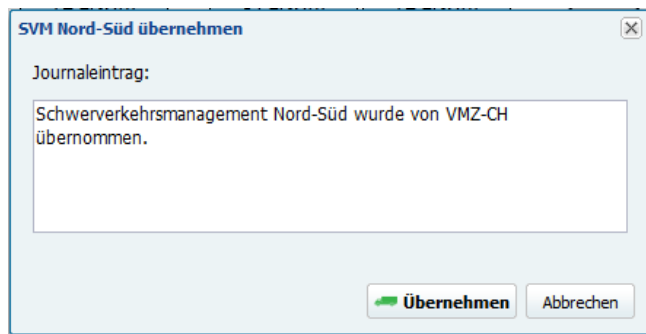 SVM Nord-Süd übernehmen
Journaleintrag:
Schwerverkehrsmanagement Nord-Süd wurde von VMZ-CH
übernommen.
Übernehmen Abbrechen